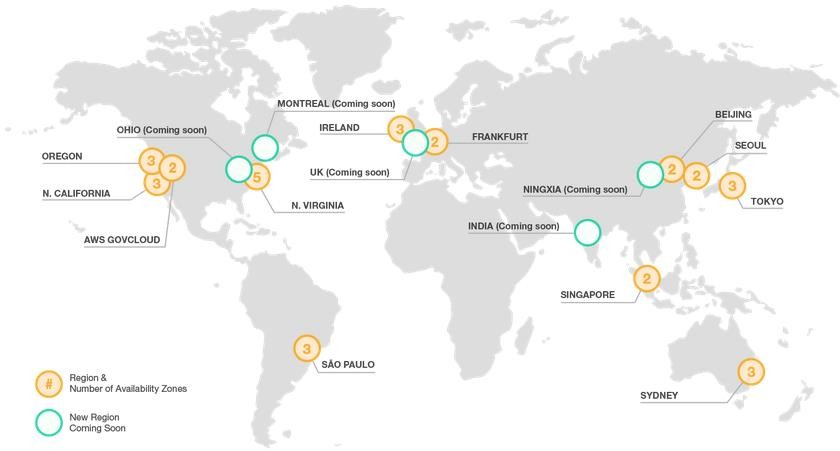 MONTREAL (Coming soon)
BEIJING
OHIO (Coming soon)
IRELAND
3
2
FRANKFURT
SEOUL
OREGON
3
2
UK (Coming soon)
5
2
2
N. CALIFORNIA
3
NINGXIA (Coming soon)
3
TOKYO
N. VIRGINIA
AWS GOVCLOUD
INDIA (Coming soon)
2
SINGAPORE
3
SÃO PAULO
3
SYDNEY
#
Region &
Number of Availability Zones
New Region
Coming Soon